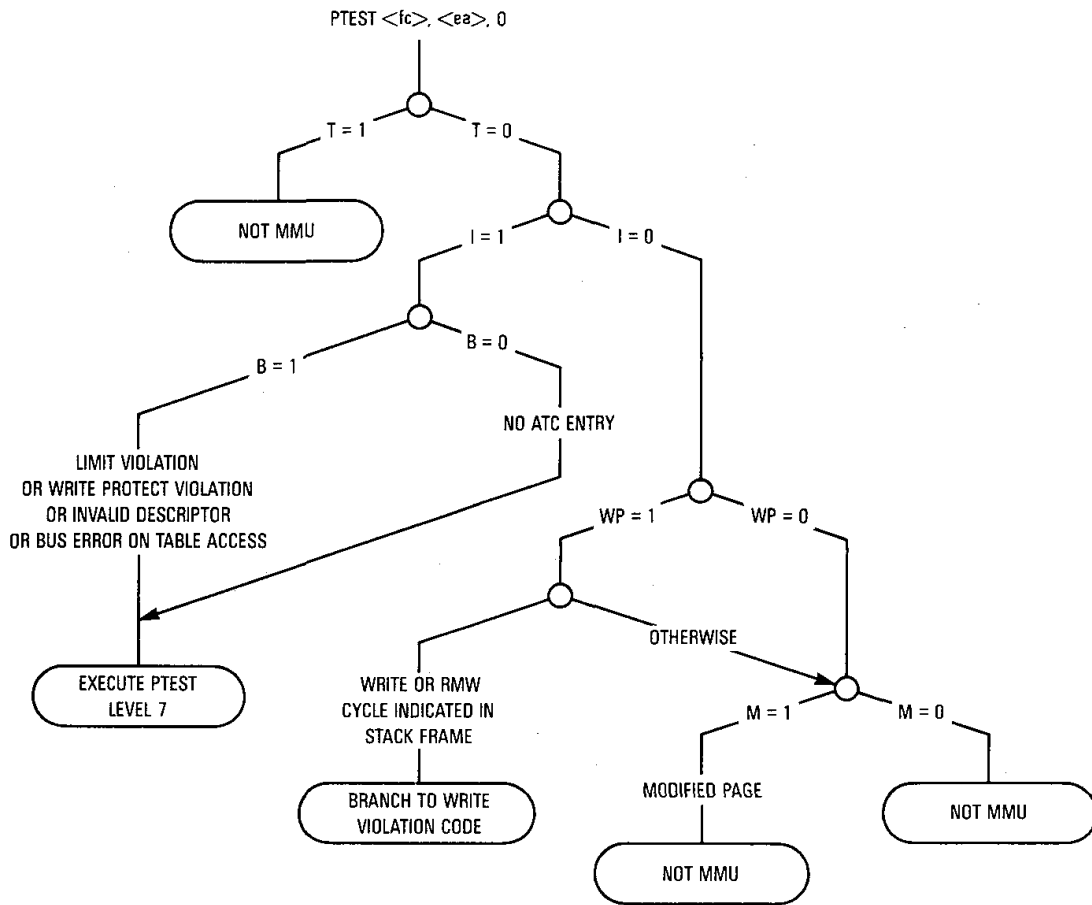 PTEST <fc>, <ea>, 0
T = 1
T = 0
NOT MMU
I = 1
I = 0
B = 1
B = 0
NO ATC ENTRY
LIMIT VIOLATION
OR WRITE PROTECT VIOLATION
OR INVALID DESCRIPTOR
OR BUS ERROR ON TABLE ACCESS
WP = 1
WP = 0
OTHERWISE
EXECUTE PTEST
LEVEL 7
WRITE OR RMW
CYCLE INDICATED IN
STACK FRAME
M = 1
M = 0
BRANCH TO WRITE
VIOLATION CODE
MODIFIED PAGE
NOT MMU
NOT MMU